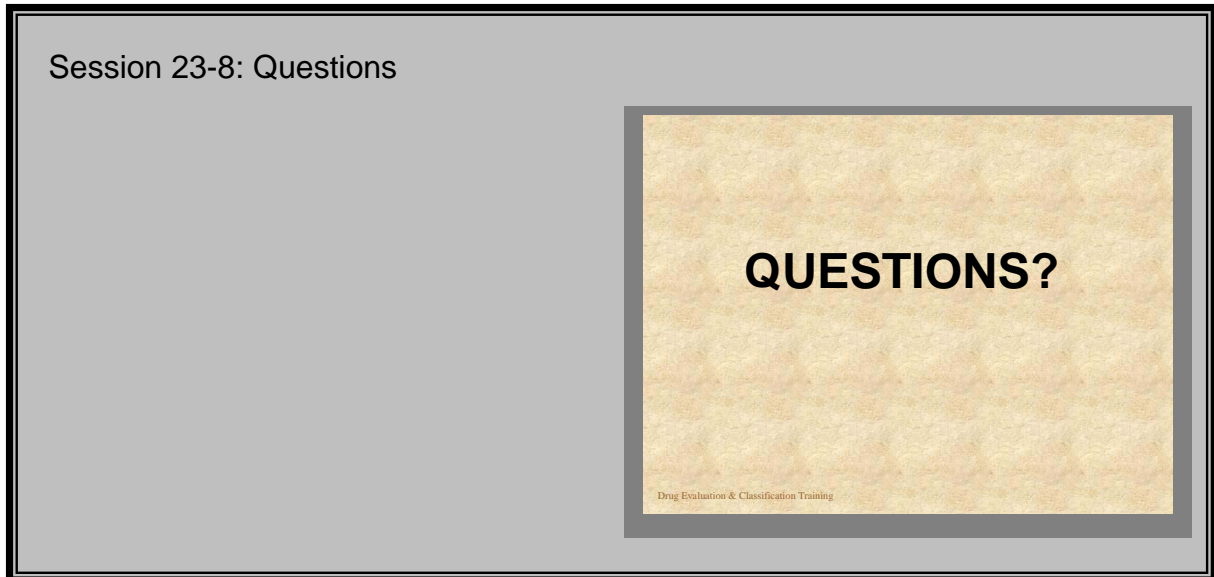 Session 23-8: Questions
QUESTIONS?
Drug Evaluation & Classification Training